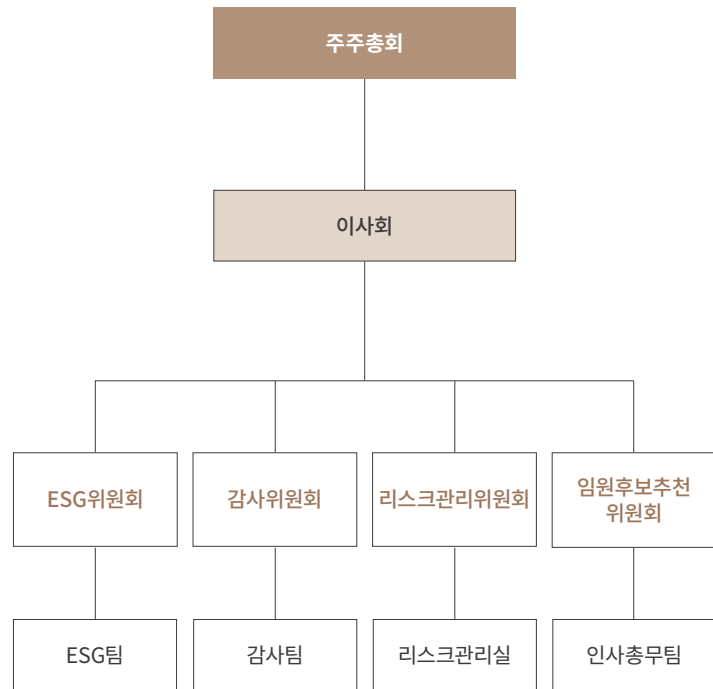 주주총회
이사회
ESG위원회
감사위원회
리스크관리위원회
임원후보추천
위원회
ESG팀
감사팀
리스크관리실
인사총무팀